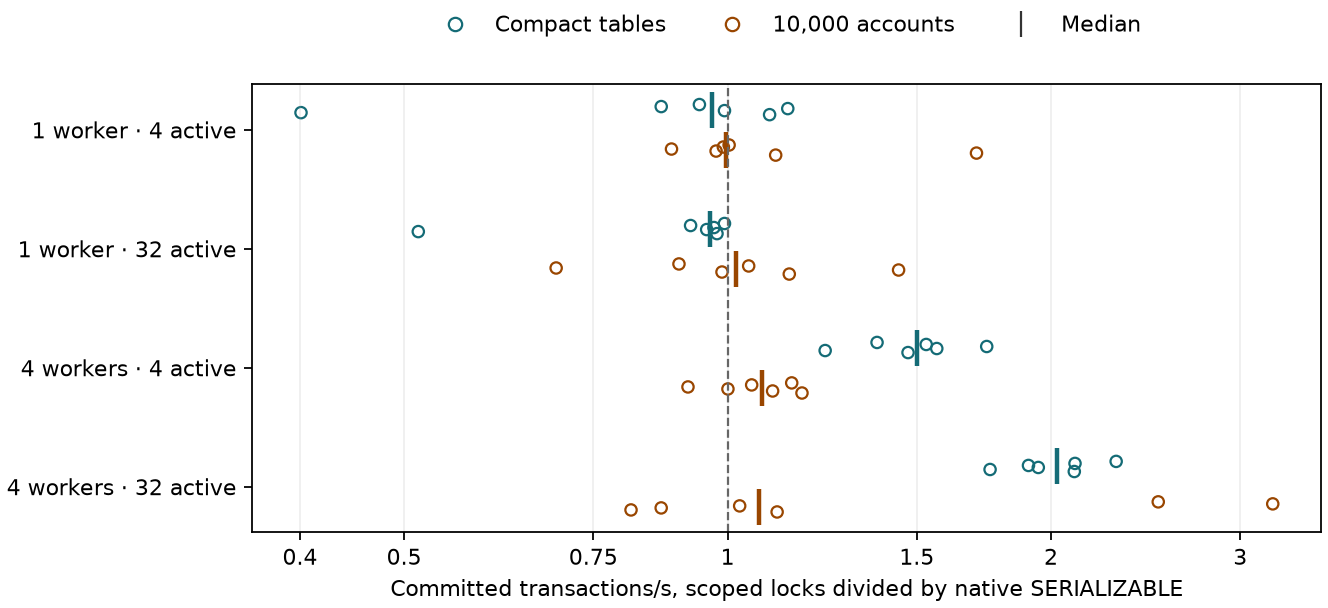 Compact tables 10,000 accounts Median
1 worker · 4 active
1 worker · 32 active
4 workers · 4 active
4 workers · 32 active
0.4 0.5 0.75 1 1.5 2 3
Committed transactions/s, scoped locks divided by native SERIALIZABLE